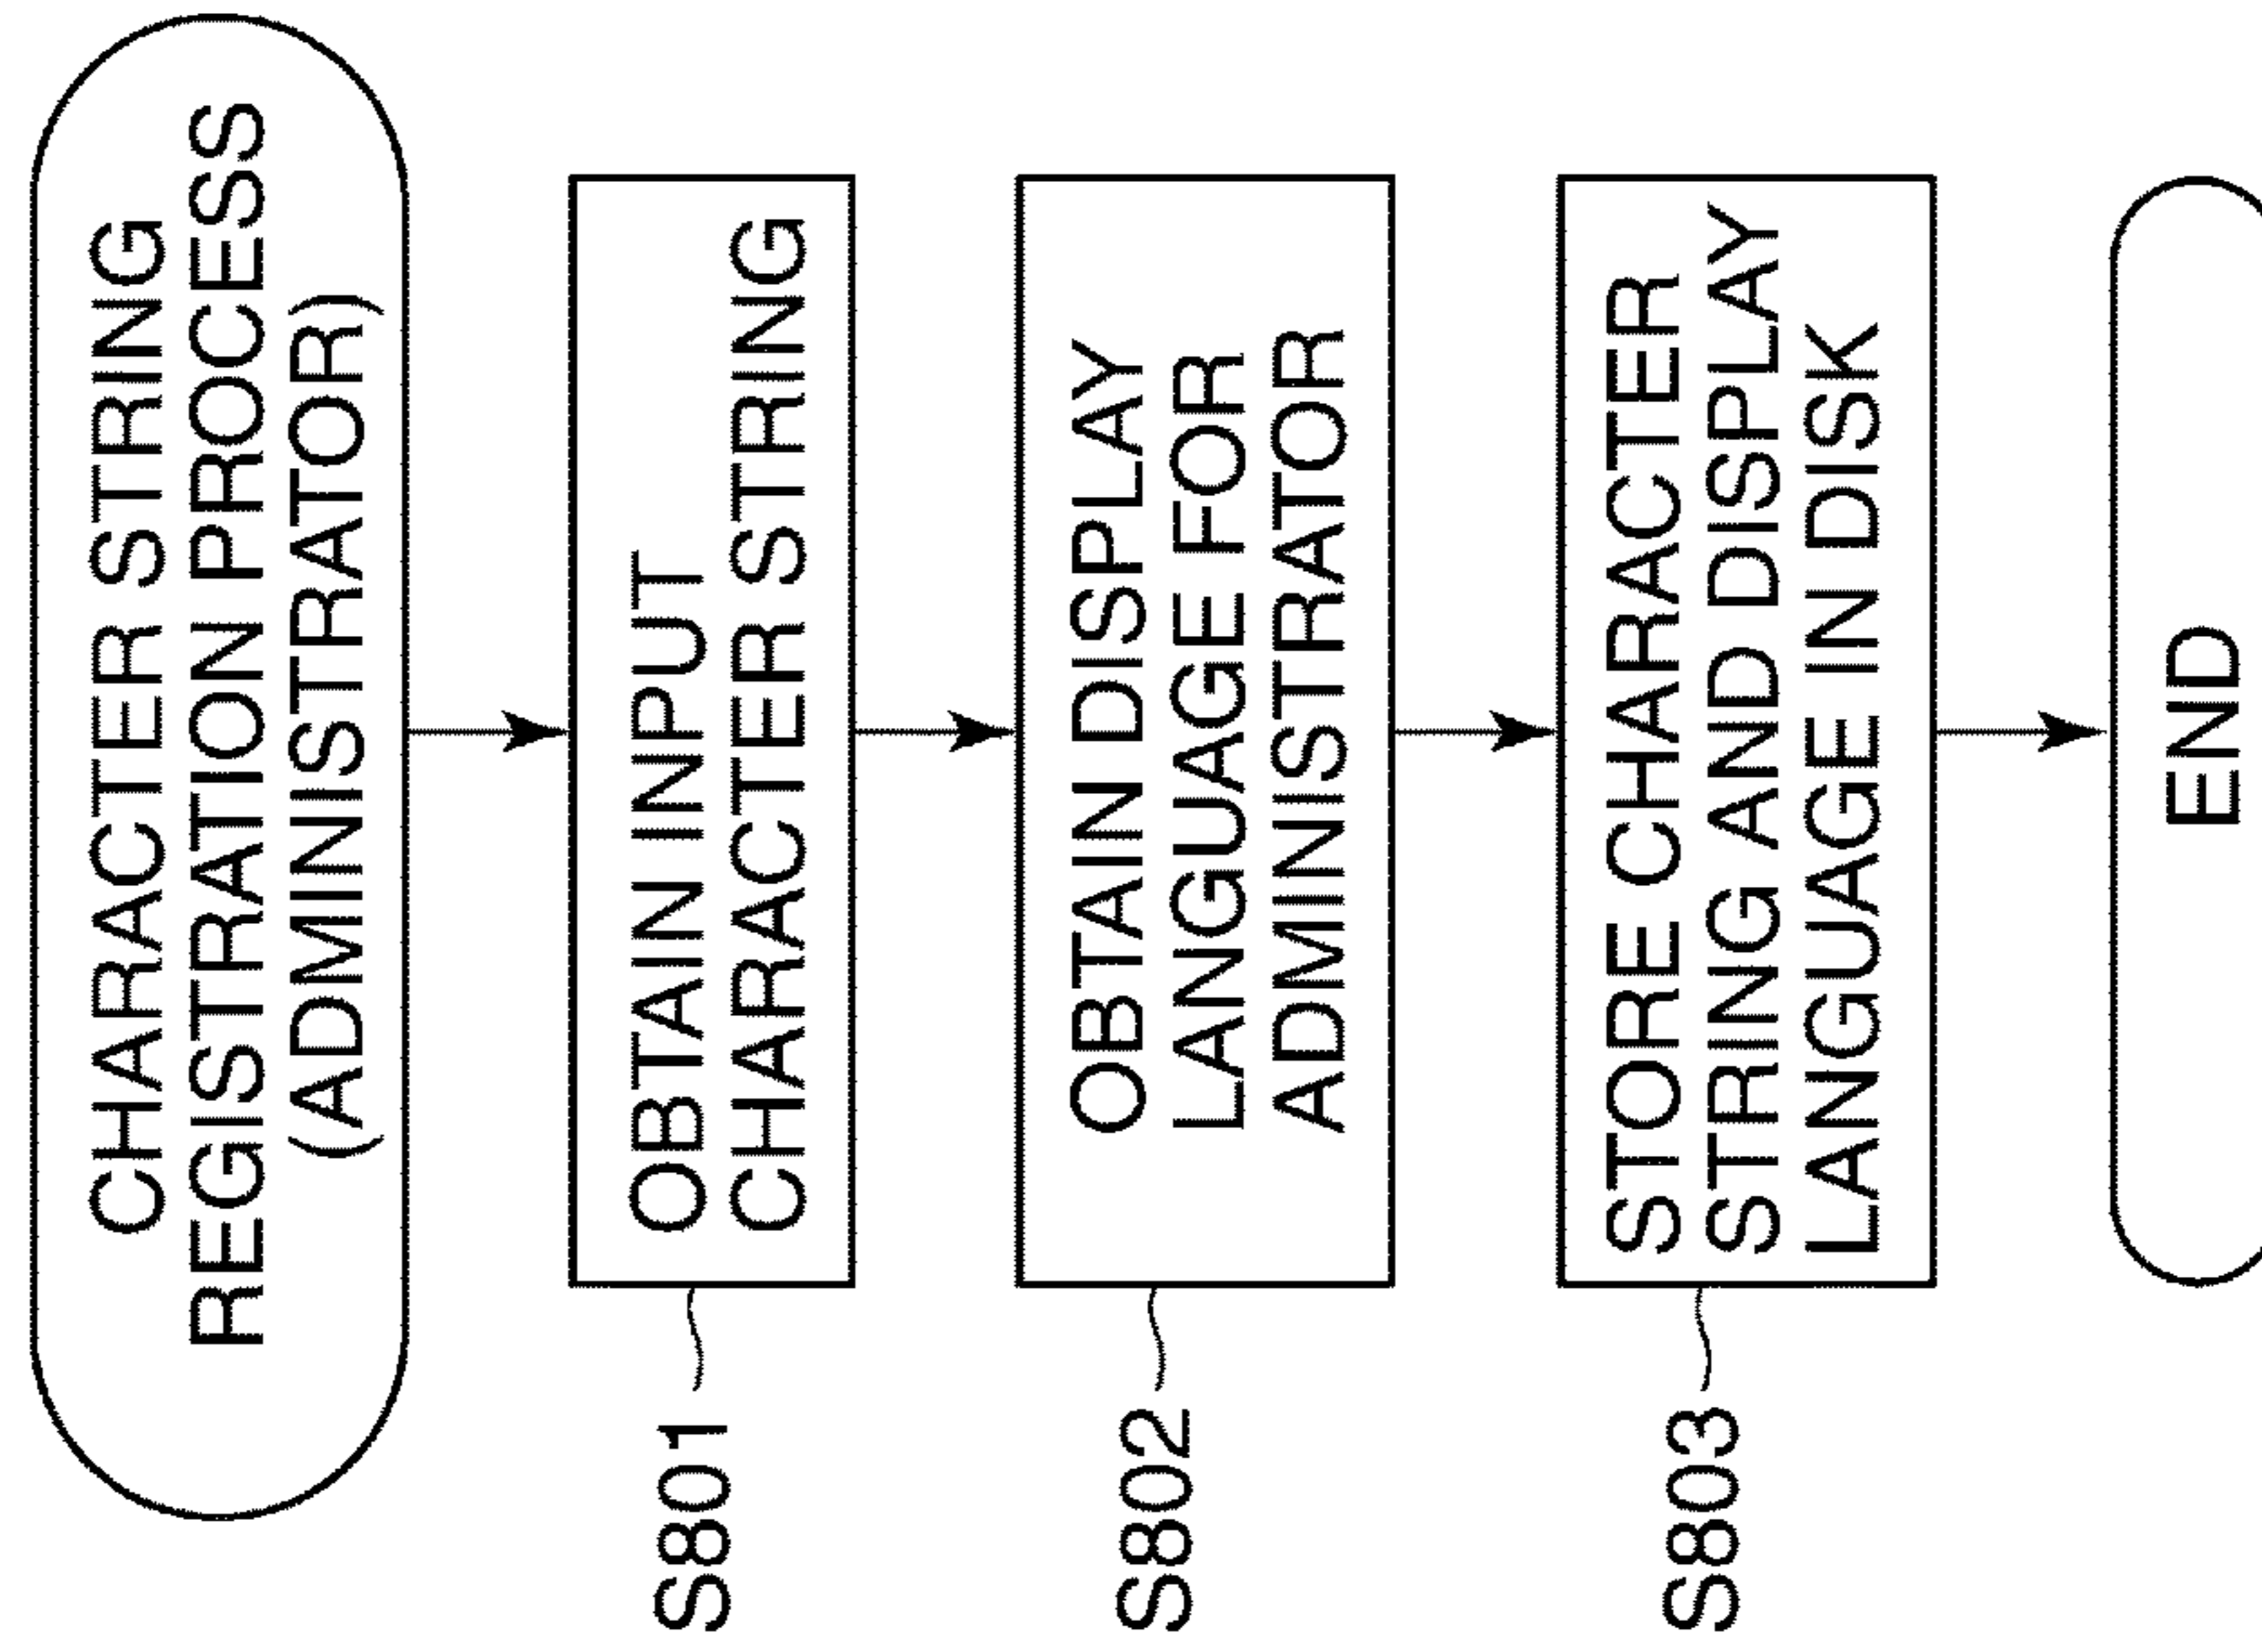 CHARACTER STRING
REGISTRATION PROCESS
(ADMINISTRATOR)
S801
OBTAIN INPUT
CHARACTER STRING
S802
OBTAIN DISPLAY
LANGUAGE FOR
ADMINISTRATOR
S803
STORE CHARACTER
STRING AND DISPLAY
LANGUAGE IN DISK
END